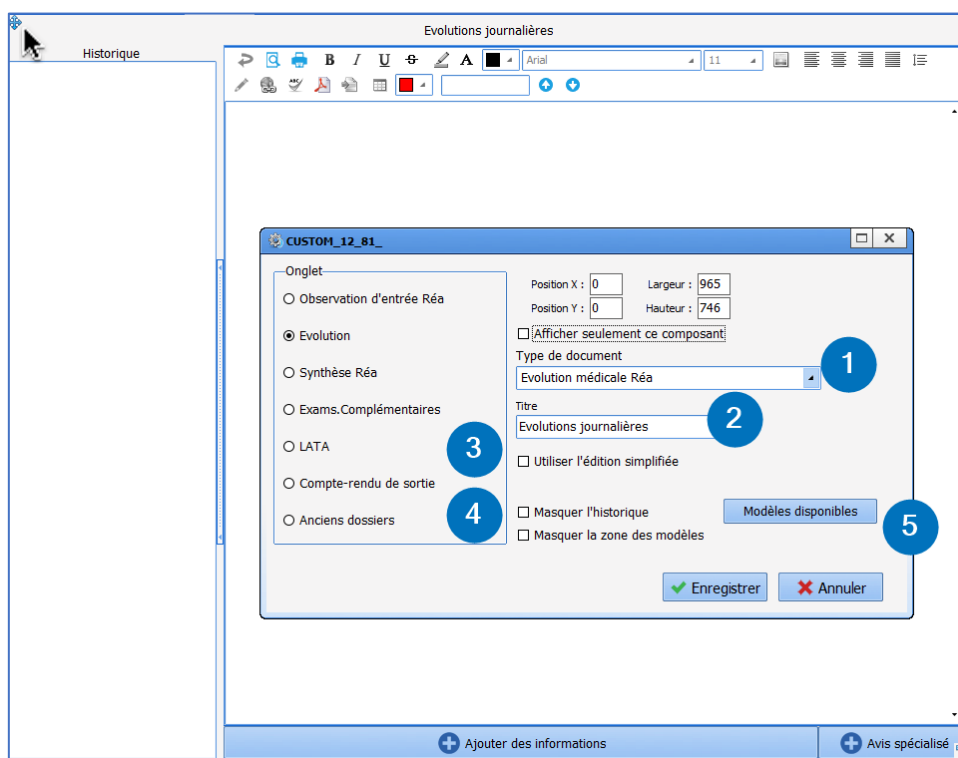 Evolutions journalières
Historique
B I U S A Arial 11
ABC
CUSTOM_12_81_
Onglet
Observation d'entrée Réa
Evolution
Synthèse Réa
Exams.Complémentaires
LATA
Compte-rendu de sortie
Anciens dossiers
3
4
Position X : 0 Largeur : 965
Position Y : 0 Hauteur : 746
Afficher seulement ce composant
Type de document
Evolution médicale Réa
1
Titre
Evolutions journalières
2
Utiliser l'édition simplifiée
Masquer l'historique
Modèles disponibles
5
Masquer la zone des modèles
Enregistrer Annuler
Ajouter des informations Avis spécialisé